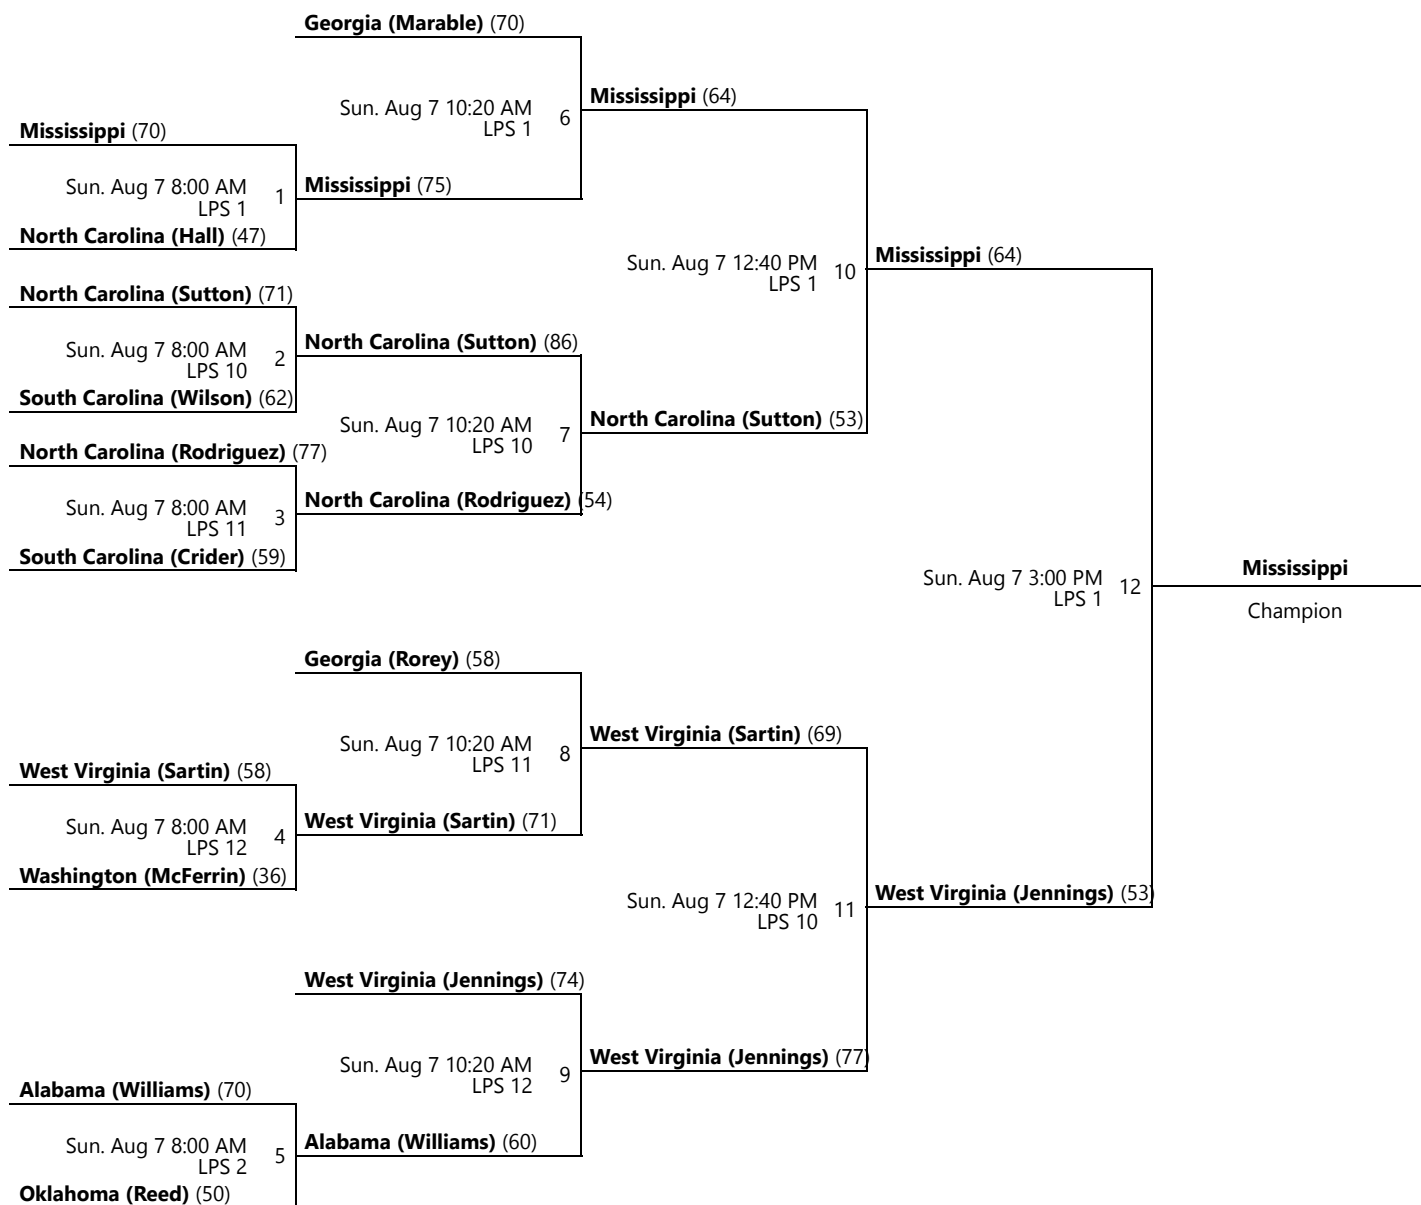 Georgia (Marable) (70)
Sun. Aug 7 10:20 AM
LPS 1
6
Mississippi (64)
Mississippi (70)
Sun. Aug 7 8:00 AM
LPS 1
1
Mississippi (75)
North Carolina (Hall) (47)
Sun. Aug 7 12:40 PM
LPS 1
10
Mississippi (64)
North Carolina (Sutton) (71)
Sun. Aug 7 8:00 AM
LPS 10
2
North Carolina (Sutton) (86)
South Carolina (Wilson) (62)
Sun. Aug 7 10:20 AM
LPS 10
7
North Carolina (Sutton) (53)
North Carolina (Rodriguez) (77)
Sun. Aug 7 8:00 AM
LPS 11
3
North Carolina (Rodriguez) (54)
South Carolina (Crider) (59)
Sun. Aug 7 3:00 PM
LPS 1
12
Mississippi
Champion
Georgia (Rorey) (58)
Sun. Aug 7 10:20 AM
LPS 11
8
West Virginia (Sartin) (69)
West Virginia (Sartin) (58)
Sun. Aug 7 8:00 AM
LPS 12
4
West Virginia (Sartin) (71)
Washington (McFerrin) (36)
Sun. Aug 7 12:40 PM
LPS 10
11
West Virginia (Jennings) (53)
West Virginia (Jennings) (74)
Sun. Aug 7 10:20 AM
LPS 12
9
West Virginia (Jennings) (77)
Alabama (Williams) (70)
Sun. Aug 7 8:00 AM
LPS 2
5
Alabama (Williams) (60)
Oklahoma (Reed) (50)